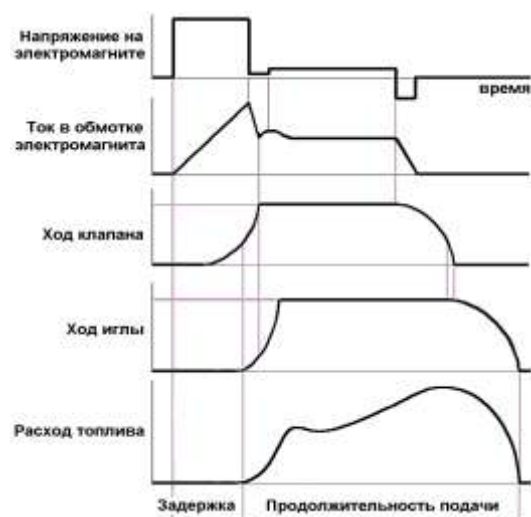 Напряжение на
электромагните
время
Ток в обмотке
электромагнита
Ход клапана
Ход иглы
Расход топлива
Задержка
Продолжительность подачи